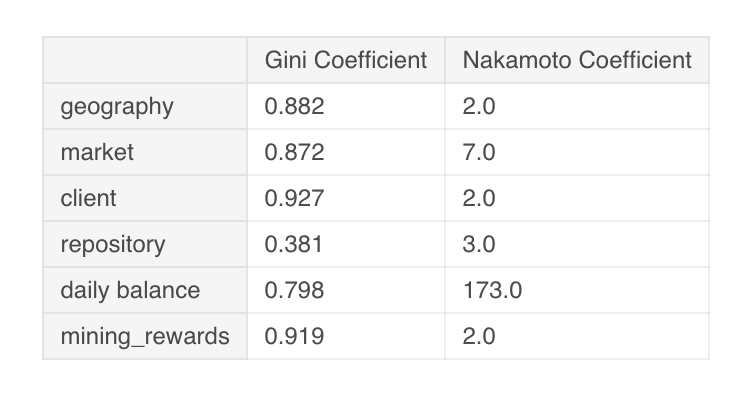 Gini Coefficient Nakamoto Coefficient
geography 0.882 2.0
market 0.872 7.0
client 0.927 2.0
repository 0.381 3.0
daily balance 0.798 173.0
mining_rewards 0.919 2.0